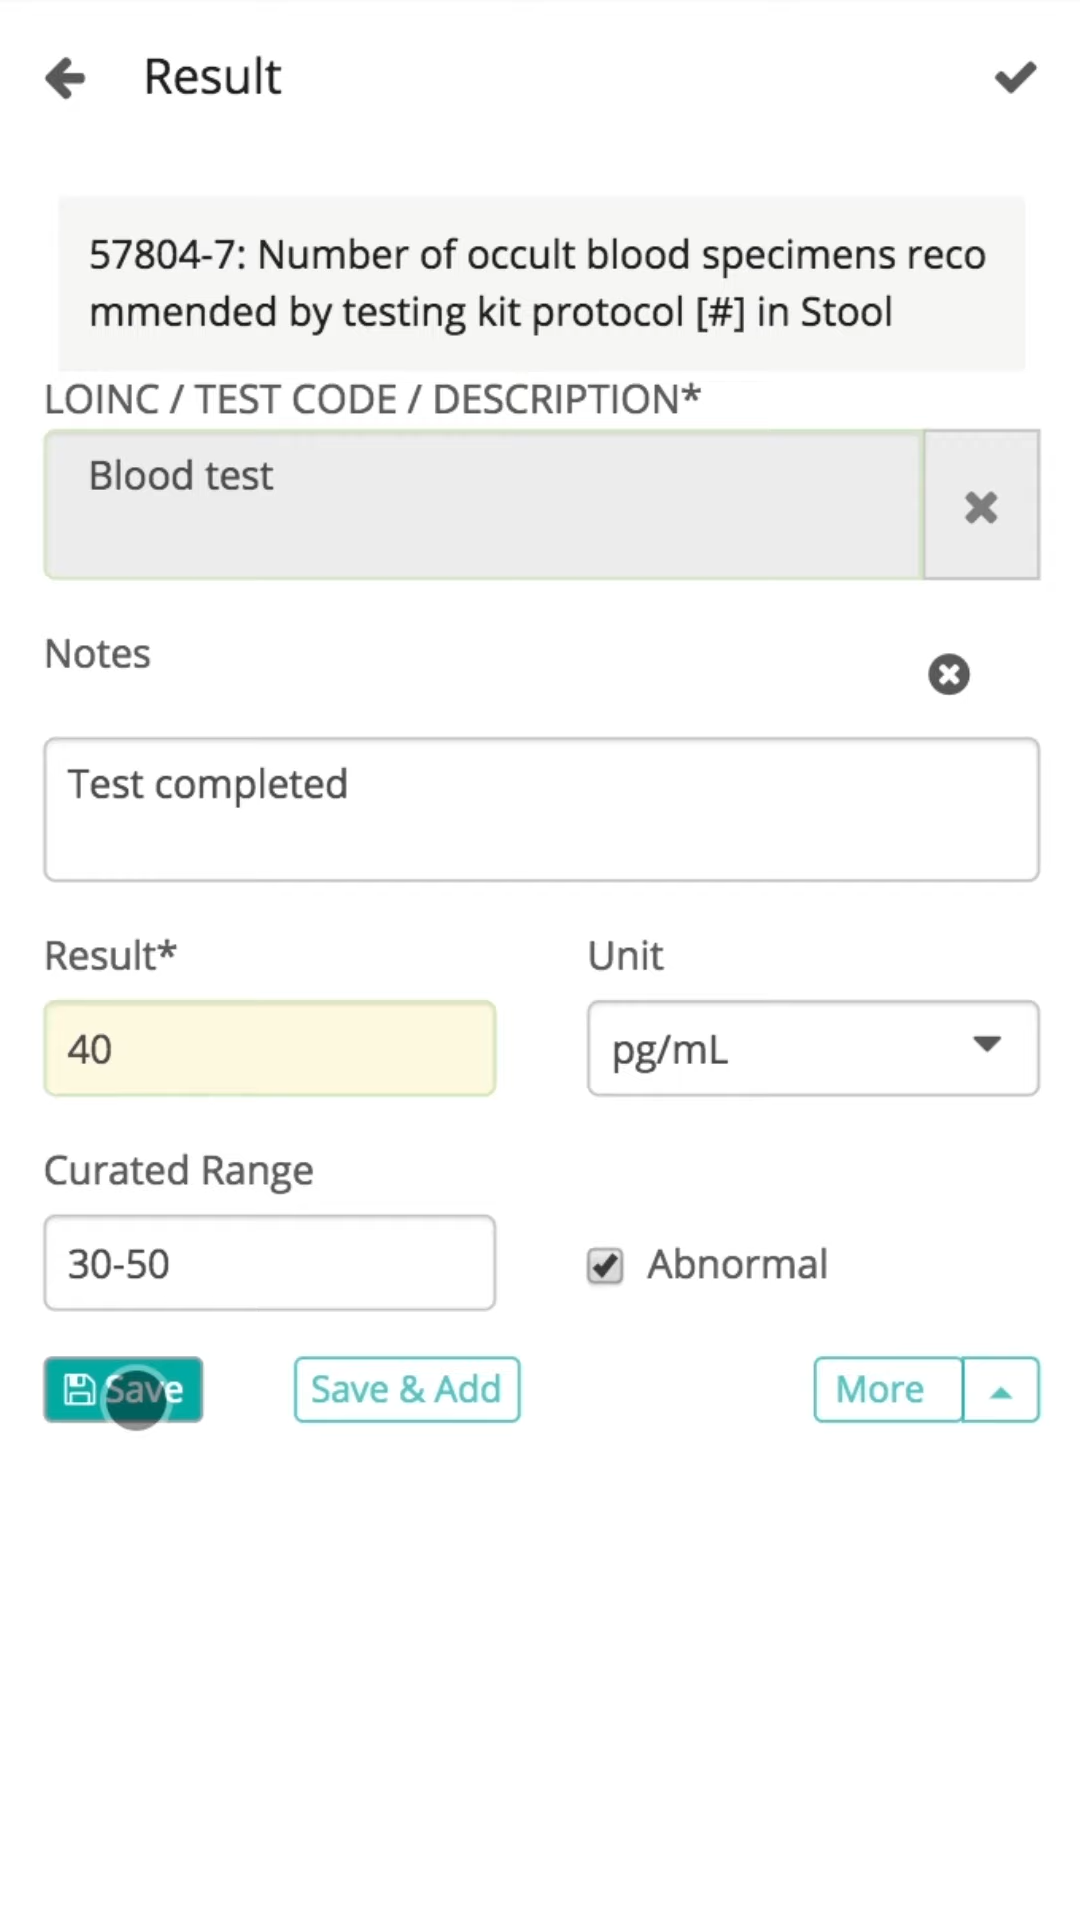 Result
57804-7: Number of occult blood specimens reco
mmended by testing kit protocol [#] in Stool
LOINC / TEST CODE / DESCRIPTION*
Blood test
Notes
Test completed
Result*
Unit
40
pg/mL
Curated Range
30-50
Abnormal
Save
Save & Add
More